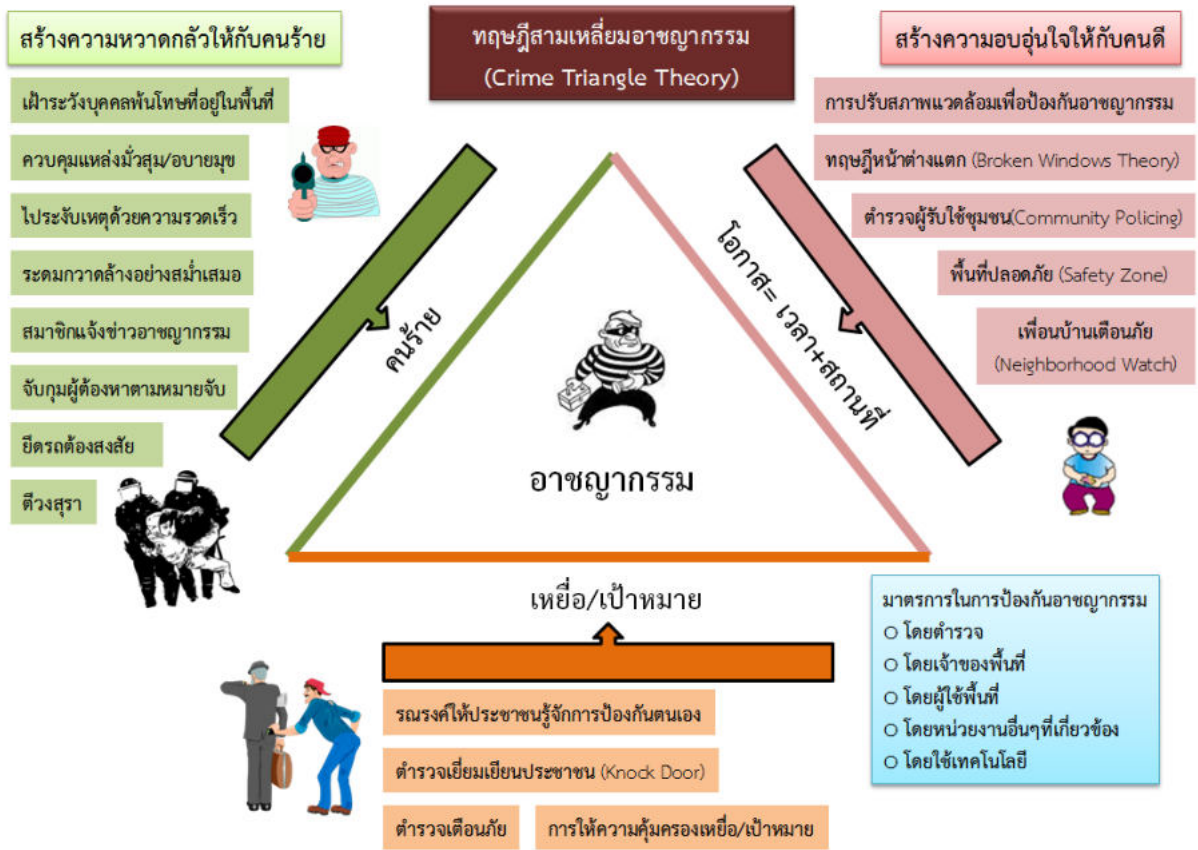 สร้างความหวาดกลัวให้กับคนร้าย
ทฤษฎีสามเหลี่ยมอาชญากรรม
(Crime Triangle Theory)
สร้างความอบอุ่นใจให้กับคนดี
เฝ้าระวังบุคคลพ้นโทษที่อยู่ในพื้นที่
ควบคุมแหล่งมั่วสุม/อบายมุข
ไประงับเหตุด้วยความรวดเร็ว
ระดมกวาดล้างอย่างสม่ำเสมอ
สมาชิกแจ้งข่าวอาชญากรรม
จับกุมผู้ต้องหาตามหมายจับ
ยึดรถต้องสงสัย
ตีวงสุรา
คนร้าย
โอกาส= เวลา+สถานที่
การปรับสภาพแวดล้อมเพื่อป้องกันอาชญากรรม
ทฤษฎีหน้าต่างแตก (Broken Windows Theory)
ตำรวจผู้รับใช้ชุมชน(Community Policing)
พื้นที่ปลอดภัย (Safety Zone)
เพื่อนบ้านเตือนภัย
(Neighborhood Watch)
อาชญากรรม
เหยื่อ/เป้าหมาย
รณรงค์ให้ประชาชนรู้จักการป้องกันตนเอง
ตำรวจเยี่ยมเยียนประชาชน (Knock Door)
ตำรวจเตือนภัย
การให้ความคุ้มครองเหยื่อ/เป้าหมาย
มาตรการในการป้องกันอาชญากรรม
○ โดยตำรวจ
○ โดยเจ้าของพื้นที่
○ โดยผู้ใช้พื้นที่
○ โดยหน่วยงานอื่นๆที่เกี่ยวข้อง
○ โดยใช้เทคโนโลยี